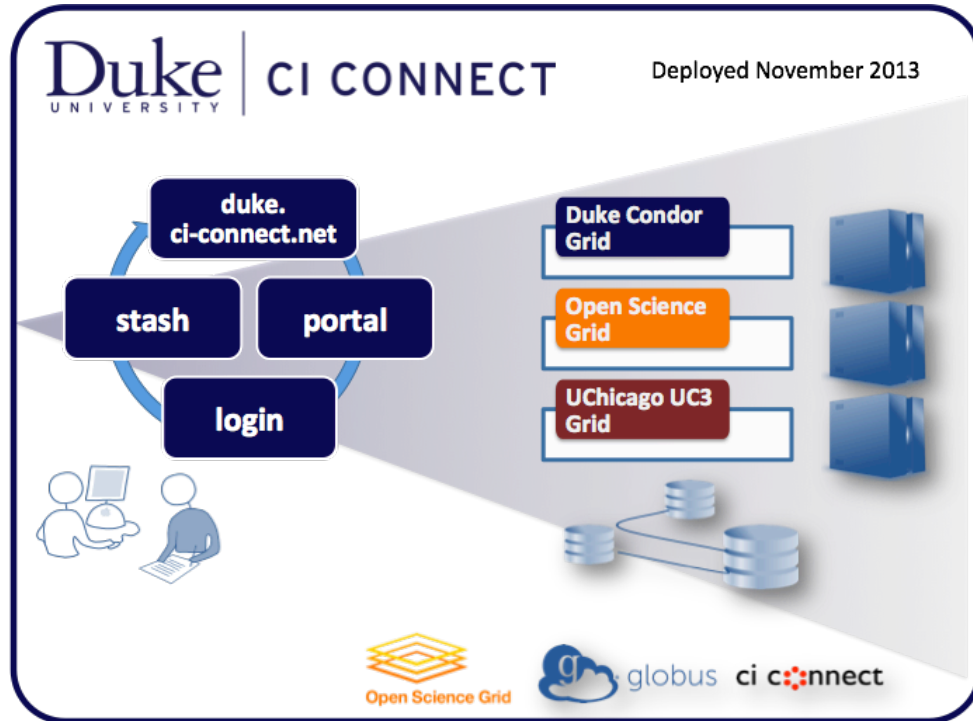 Duke
UNIVERSITY
CI CONNECT
Deployed November 2013
duke.
ci-connect.net
stash
portal
login
Duke Condor
Grid
Open Science
Grid
UChicago UC3
Grid
Open Science Grid
g
globus
ci connect